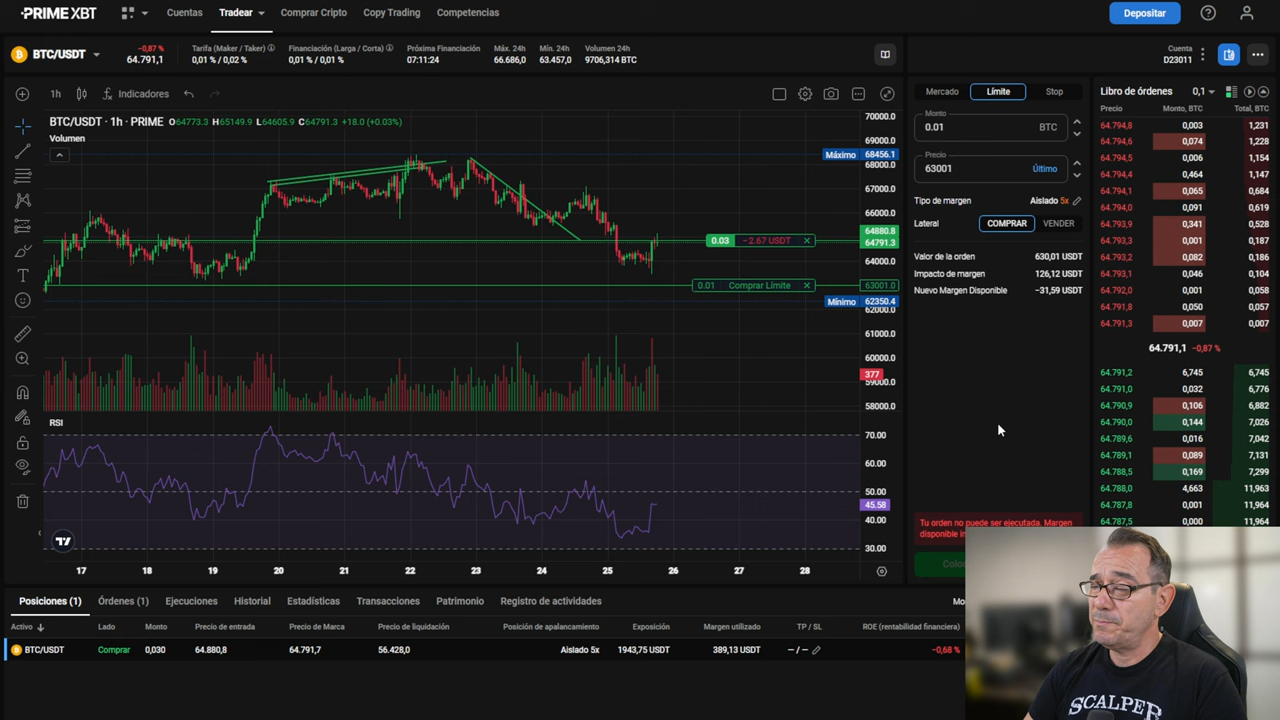 PRIME XBT
Cuentas
Tradear
Comprar Cripto
Copy Trading
Competencias
Depositar
BTC/USDT
−0,87 %
64.791,1
Tarifa (Maker / Taker)
0,01 % / 0,02 %
Financiación (Larga / Corta)
0,01 % / 0,01 %
Próxima Financiación
07:11:24
Máx. 24h
66.686,0
Mín. 24h
63.457,0
Volumen 24h
9706,314 BTC
Cuenta
D23011
1h
Indicadores
BTC/USDT · 1h · PRIME O64773.3 H65149.9 L64605.9 C64791.3 +18.0 (+0.03%)
Volumen
70000.0
69000.0
Máximo 68456.1
68000.0
67000.0
66000.0
64880.8
0.03 −2.67 USDT ×
64791.3
64000.0
0.01 Comprar Límite × 63001.0
Mínimo 62350.4
62000.0
61000.0
60000.0
377
59000.0
58000.0
RSI
70.00
60.00
50.00
45.58
40.00
30.00
17 18 19 20 21 22 23 24 25 26 27 28
Mercado
Límite
Stop
Monto
0.01 BTC
Precio
63001 Último
Tipo de margen Aislado 5x
Lateral COMPRAR VENDER
Valor de la orden 630,01 USDT
Impacto de margen 126,12 USDT
Nuevo Margen Disponible −31,59 USDT
Tu orden no puede ser ejecutada. Margen
disponible
Libro de órdenes 0,1
Precio Monto, BTC Total, BTC
64.794,8 0,003 1,231
64.794,6 0,074 1,228
64.794,5 0,006 1,154
64.794,4 0,464 1,147
64.794,1 0,065 0,684
64.794,0 0,091 0,619
64.793,9 0,341 0,528
64.793,4 0,001 0,187
64.793,3 0,001 0,186
64.793,2 0,082 0,186
64.793,1 0,046 0,104
64.792,0 0,001 0,058
64.791,4 0,050 0,057
64.791,3 0,007 0,007
64.791,1 −0,87 %
64.791,2 6,745 6,745
64.791,0 0,032 6,776
64.790,9 0,106 6,882
64.790,0 0,144 7,026
64.789,6 0,016 7,042
64.789,1 0,089 7,131
64.788,5 0,169 7,299
64.788,0 4,663 11,963
64.787,8 0,001 11,964
64.787,5 0,000 11,964
Posiciones (1)
Órdenes (1)
Ejecuciones
Historial
Estadísticas
Transacciones
Patrimonio
Registro de actividades
Activo Lado Monto Precio de entrada Precio de Marca Precio de liquidación Posición de apalancamiento Exposición Margen utilizado TP / SL ROE (rentabilidad financiera)
BTC/USDT Comprar 0,030 64.880,8 64.791,7 56.428,0 Aislado 5x 1943,75 USDT 389,13 USDT −− / −− −0,68 %
SCALPER